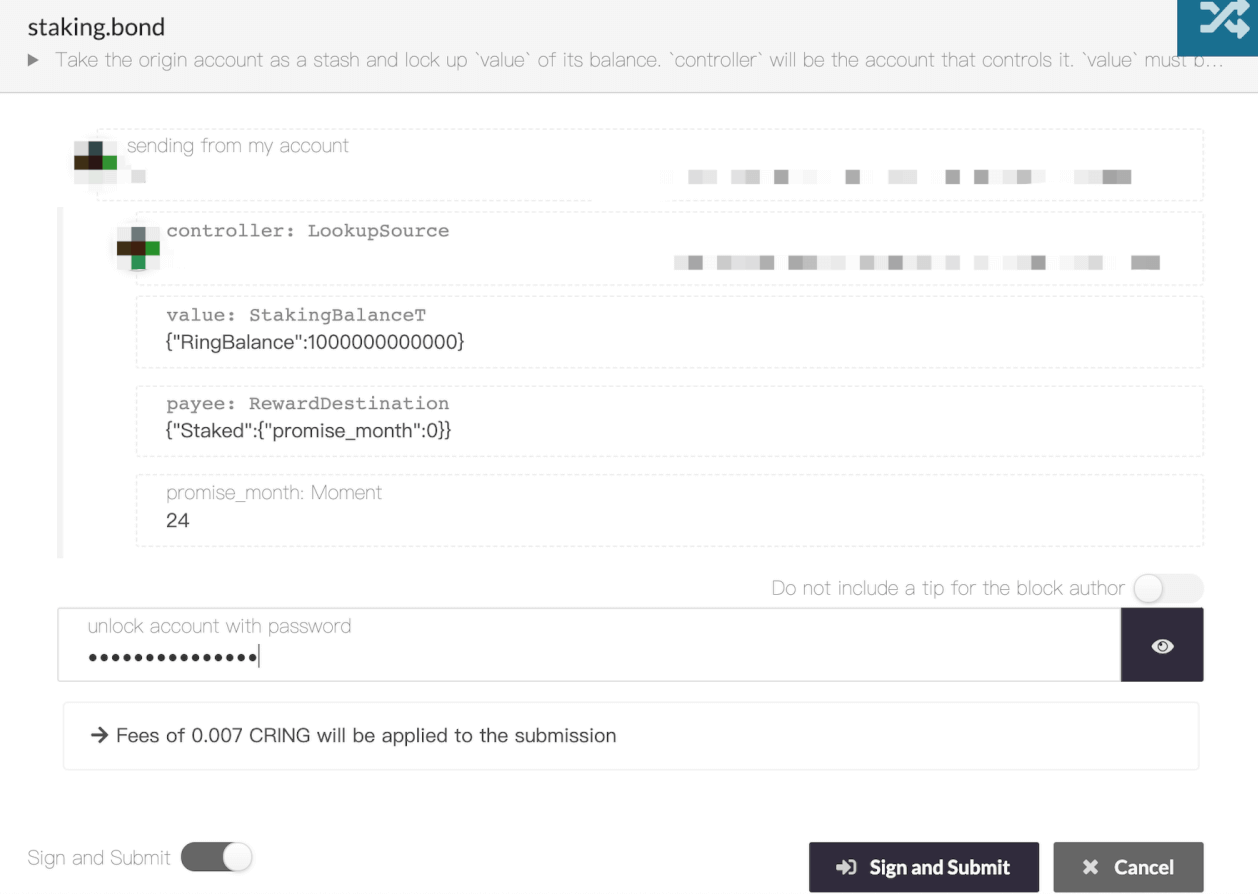 staking.bond
Take the origin account as a stash and lock up `value` of its balance. `controller` will be the account that controls it. `value` must b...
sending from my account
controller: LookupSource
value: StakingBalanceT
{"RingBalance":1000000000000}
payee: RewardDestination
{"Staked":{"promise_month":0}}
promise_month: Moment
24
Do not include a tip for the block author
unlock account with password
•••••••••••••••
Fees of 0.007 CRING will be applied to the submission
Sign and Submit
Sign and Submit
Cancel